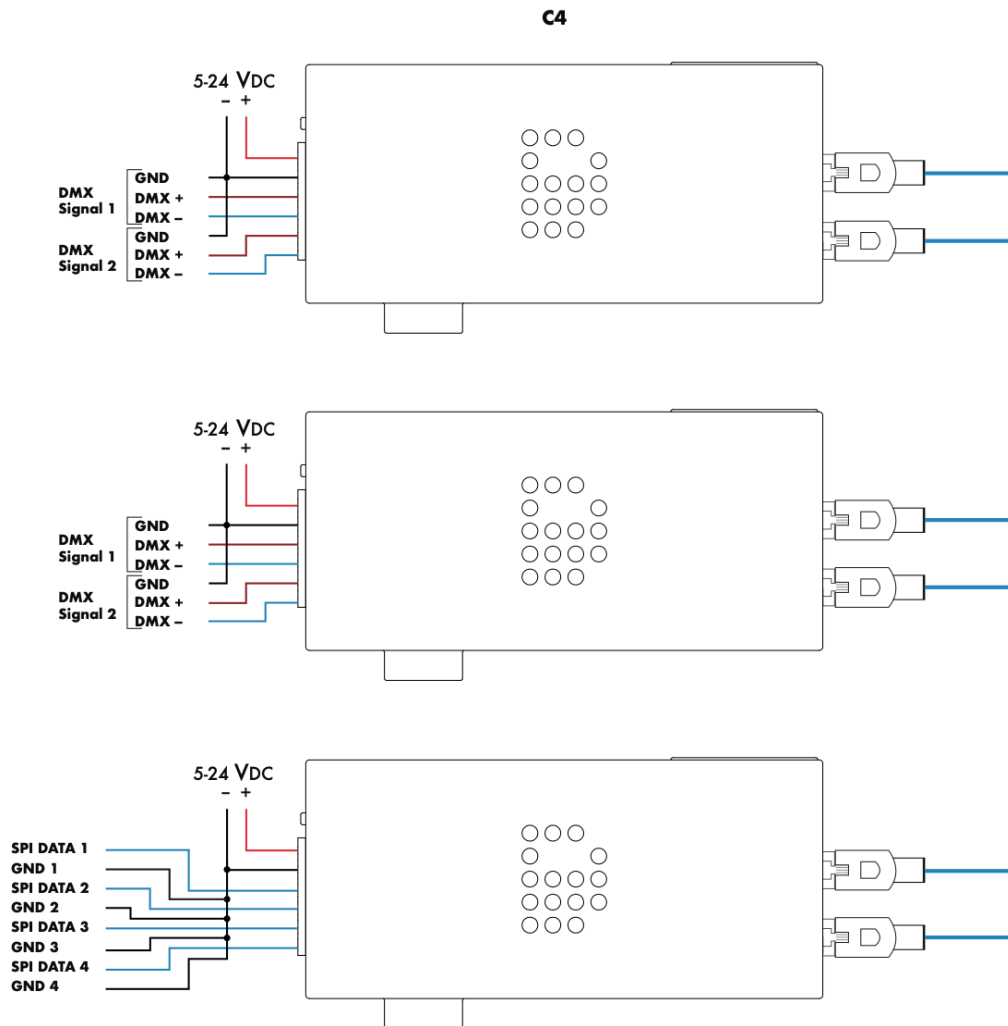 C4
5-24 VDC
– +
GND
DMX Signal 1
DMX +
DMX –
GND
DMX Signal 2
DMX +
DMX –
5-24 VDC
– +
GND
DMX Signal 1
DMX +
DMX –
GND
DMX Signal 2
DMX +
DMX –
5-24 VDC
– +
SPI DATA 1
GND 1
SPI DATA 2
GND 2
SPI DATA 3
GND 3
SPI DATA 4
GND 4